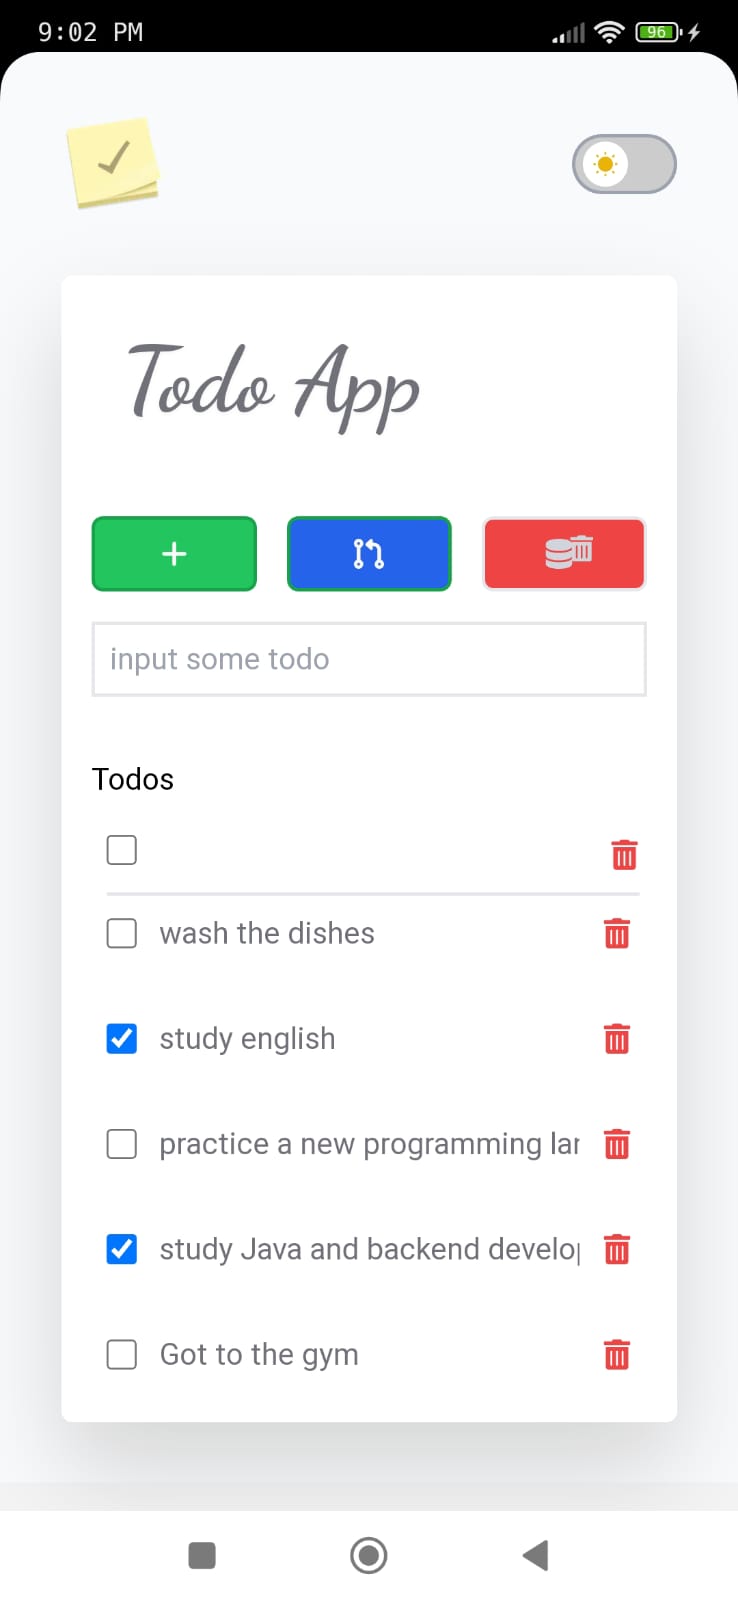 9:02 PM
96
Todo App
input some todo
Todos
wash the dishes
study english
practice a new programming lar
study Java and backend develop
Got to the gym